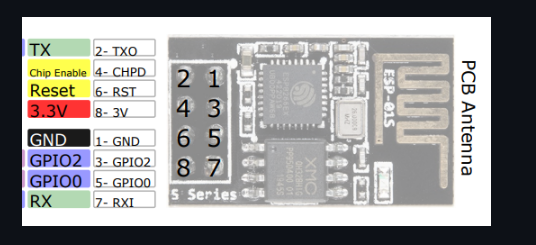 TX 2- TXO
Chip Enable 4- CHPD
Reset 6- RST
3.3V 8- 3V
GND 1- GND
GPIO2 3- GPIO2
GPIO0 5- GPIO0
RX 7- RXI
2 1
4 3
6 5
8 7
S Series
ESP-01S
XMC
PCB Antenna